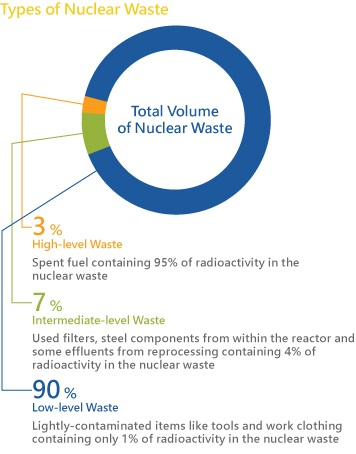 Types of Nuclear Waste
Total Volume
of Nuclear Waste
3 %
High-level Waste
Spent fuel containing 95% of radioactivity in the
nuclear waste
7 %
Intermediate-level Waste
Used filters, steel components from within the reactor and
some effluents from reprocessing containing 4% of
radioactivity in the nuclear waste
90 %
Low-level Waste
Lightly-contaminated items like tools and work clothing
containing only 1% of radioactivity in the nuclear waste